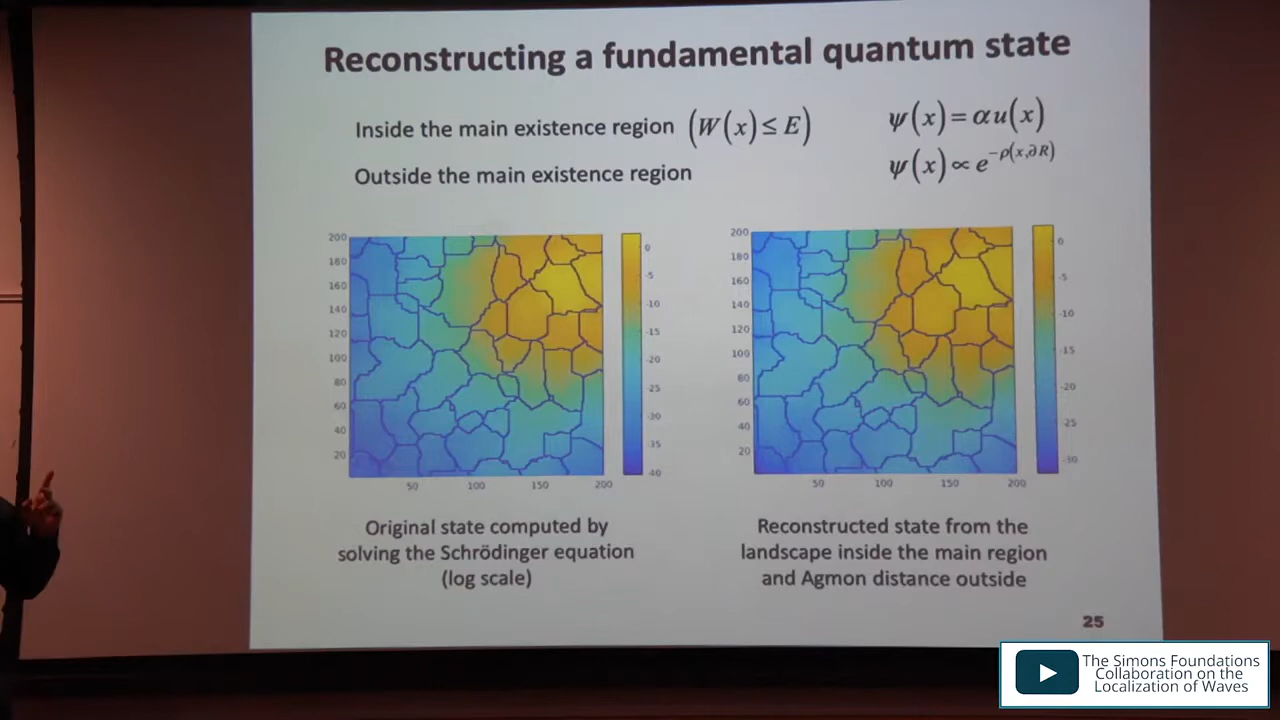 Reconstructing a fundamental quantum state
Inside the main existence region (W(x) ≤ E) ψ(x) = αu(x)
Outside the main existence region ψ(x) ∝ e^{-ρ(x,∂R)}
200
180
160
140
120
100
80
60
40
20
50 100 150 200
0
-5
-10
-15
-20
-25
-30
-35
-40
200
180
160
140
120
100
80
60
40
20
50 100 150 200
0
-5
-10
-15
-20
-25
-30
Original state computed by
solving the Schrödinger equation
(log scale)
Reconstructed state from the
landscape inside the main region
and Agmon distance outside
25
The Simons Foundations
Collaboration on the
Localization of Waves